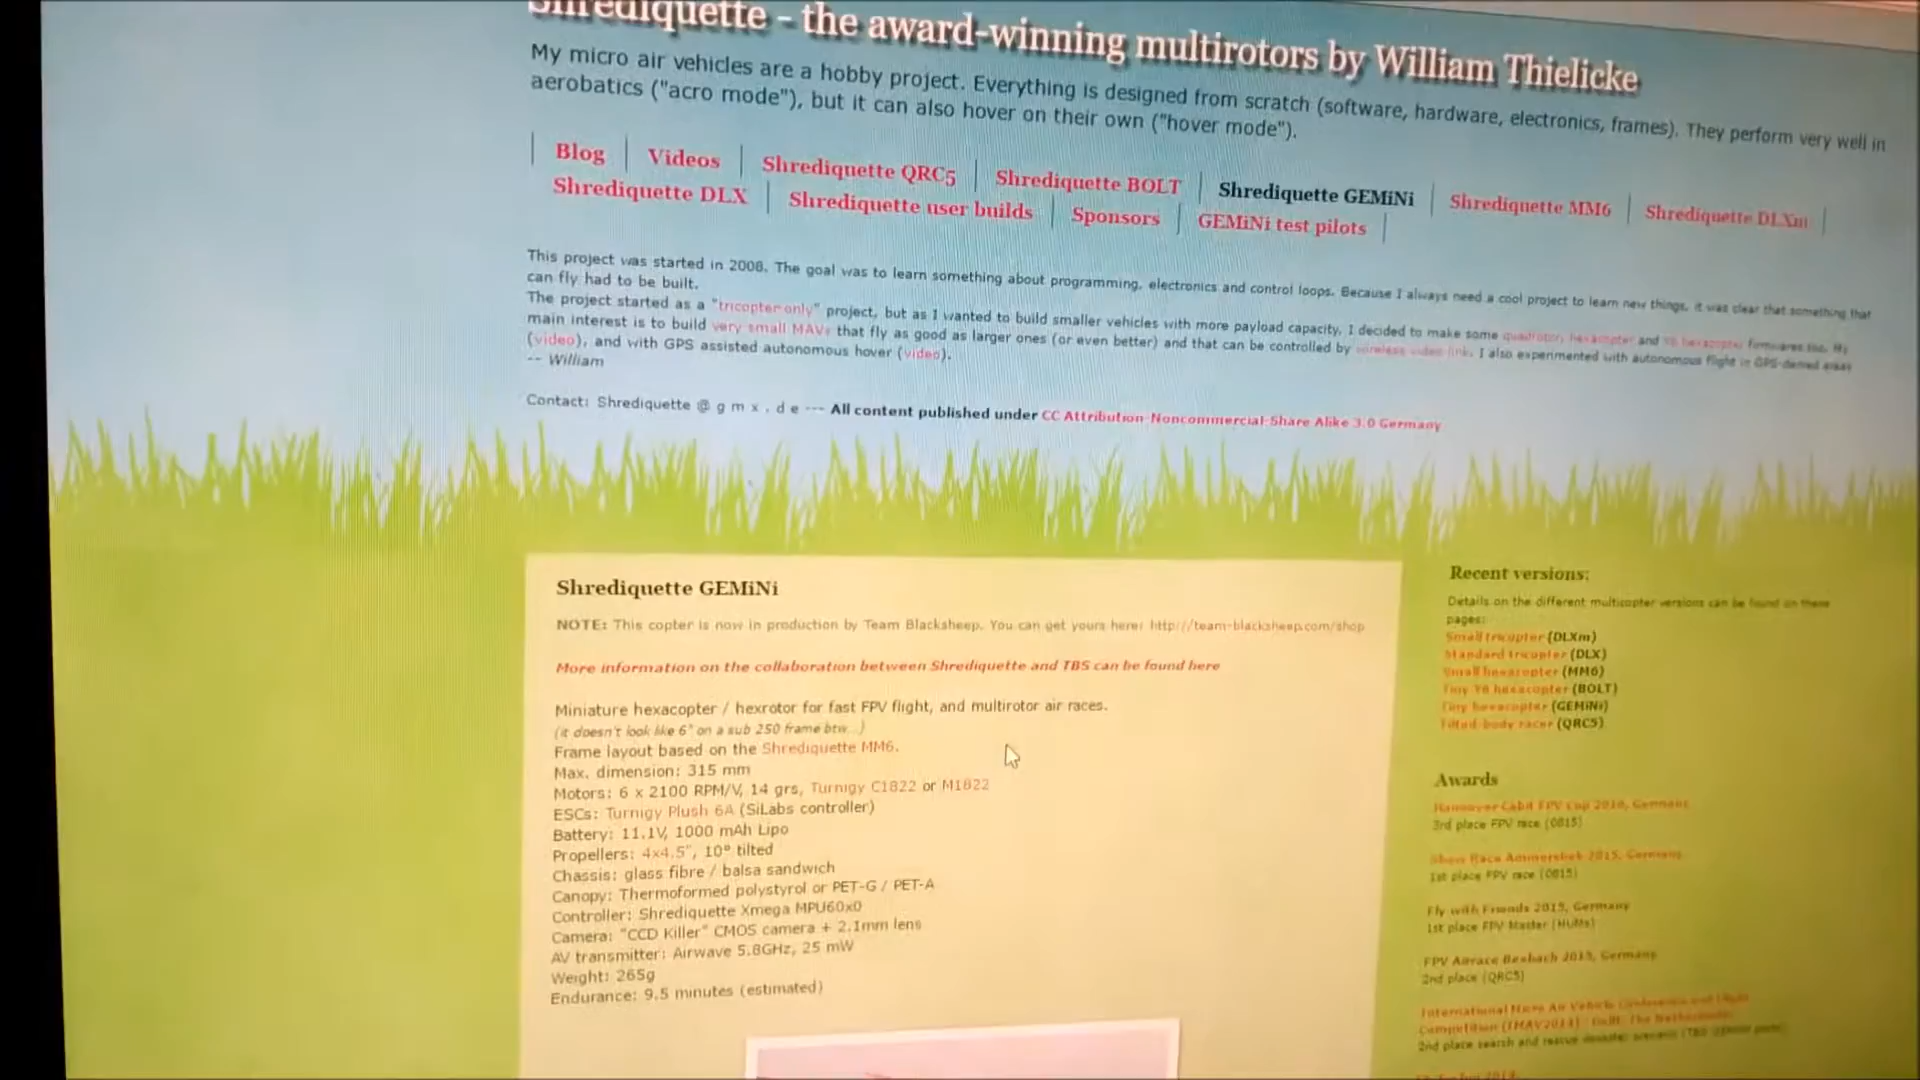 Shrediquette - the award-winning multirotors by William Thielicke
My micro air vehicles are a hobby project. Everything is designed from scratch (software, hardware, electronics, frames). They perform very well in
aerobatics ("acro mode"), but it can also hover on their own ("hover mode").
Blog Videos Shrediquette QRC5 Shrediquette BOLT Shrediquette GEMiNi Shrediquette MM6 Shrediquette DLXm
Shrediquette DLX Shrediquette user builds Sponsors GEMiNi test pilots
This project was started in 2008. The goal was to learn something about programming, electronics and control loops. Because I always need a cool project to learn new things, it was clear that something that
can fly had to be built.
The project started as a "tricopter-only" project, but as I wanted to build smaller vehicles with more payload capacity, I decided to make some quadrotor, hexacopter and Y6 hexacopter firmwares too. My
main interest is to build very small MAVs that fly as good as larger ones (or even better) and that can be controlled by wireless video link. I also experimented with autonomous flight in GPS-denied areas
(video), and with GPS assisted autonomous hover (video).
-- William
Contact: Shrediquette @ g m x . d e --- All content published under CC Attribution-Noncommercial-Share Alike 3.0 Germany
Shrediquette GEMiNi
NOTE: This copter is now in production by Team Blacksheep. You can get yours here: http://team-blacksheep.com/shop
More information on the collaboration between Shrediquette and TBS can be found here
Miniature hexacopter / hexrotor for fast FPV flight, and multirotor air races.
(it doesn't look like 6" on a sub 250 frame btw...)
Frame layout based on the Shrediquette MM6.
Max. dimension: 315 mm
Motors: 6 x 2100 RPM/V, 14 grs, Turnigy C1822 or M1822
ESCs: Turnigy Plush 6A (SiLabs controller)
Battery: 11.1V, 1000 mAh Lipo
Propellers: 4x4.5", 10° tilted
Chassis: glass fibre / balsa sandwich
Canopy: Thermoformed polystyrol or PET-G / PET-A
Controller: Shrediquette Xmega MPU60x0
Camera: "CCD Killer" CMOS camera + 2.1mm lens
AV transmitter: Airwave 5.8GHz, 25 mW
Weight: 265g
Endurance: 9.5 minutes (estimated)
Recent versions:
Details on the different multicopter versions can be found on these
pages:
Small tricopter (DLXm)
Standard tricopter (DLX)
Small hexacopter (MM6)
Tiny Y6 hexacopter (BOLT)
Tiny hexacopter (GEMiNi)
Tilted body racer (QRC5)
Awards
Hannover Cebit FPV Cup 2016, Germany
3rd place FPV race (0815)
Show Race Ammersbek 2015, Germany
1st place FPV race (0815)
Fly with Friends 2015, Germany
1st place FPV Master (HUMs)
FPV Airrace Bexbach 2015, Germany
2nd place (QRC5)
International Micro Air Vehicle Conference and Flight
Competition (IMAV2014) - Delft, The Netherlands
2nd place search and rescue disaster scenario